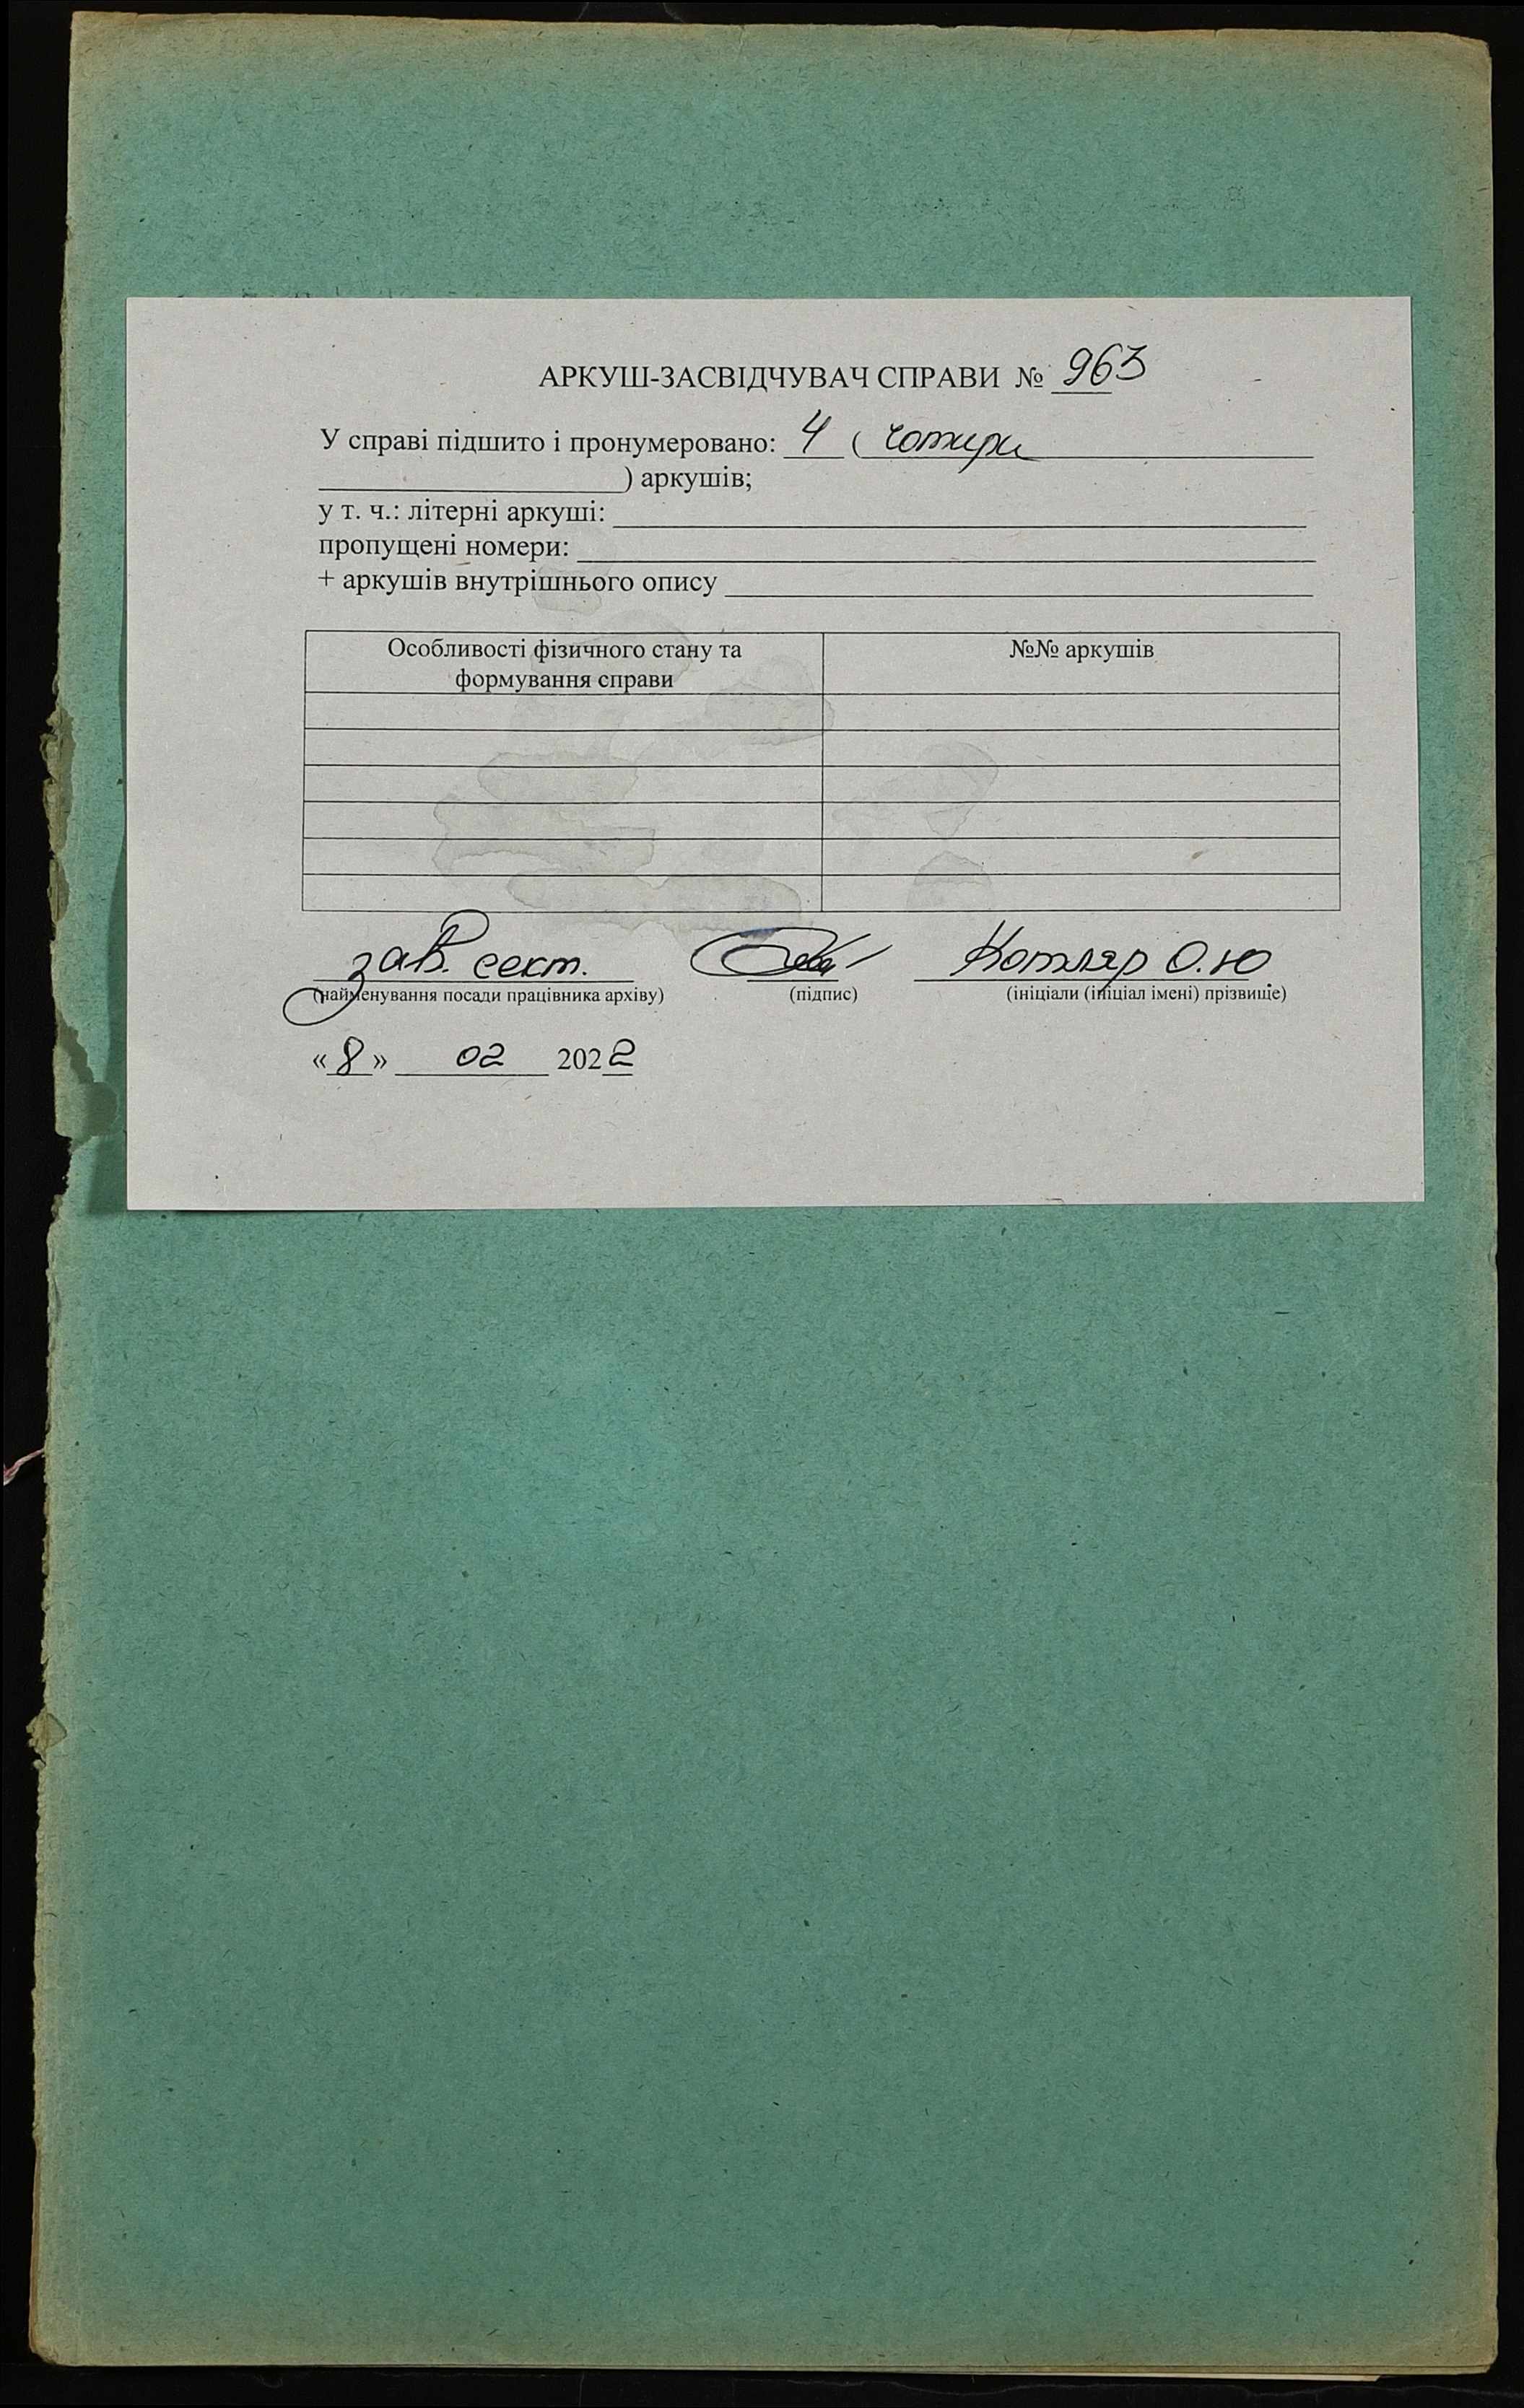 АРКУШ-ЗАСВІДЧУВАЧ СПРАВИ № 963
У справі підшито і пронумеровано: 4 ( чотири
) аркушів;
у т. ч.: літерні аркуші:
пропущені номери:
+ аркушів внутрішнього опису
Особливості фізичного стану та
формування справи
№№ аркушів
зав. сект. Котляр О.Ю
(найменування посади працівника архіву) (підпис) (ініціали (ініціал імені) прізвище)
«8» 02 2022